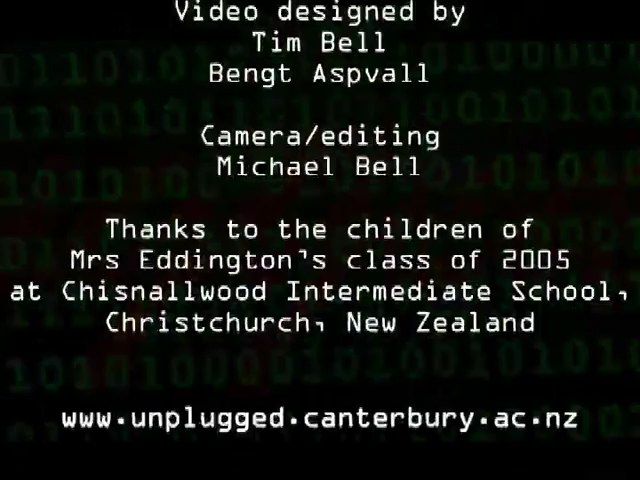 Video designed by
Tim Bell
Bengt Aspvall
Camera/editing
Michael Bell
Thanks to the children of
Mrs Eddington's class of 2005
at Chisnallwood Intermediate School,
Christchurch, New Zealand
www.unplugged.canterbury.ac.nz